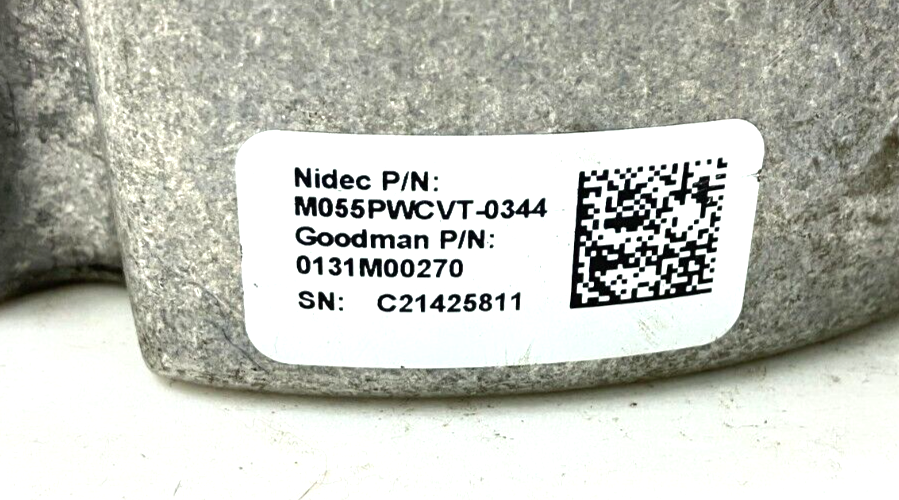 Nidec P/N:
M055PWCVT-0344
Goodman P/N:
0131M00270
SN: C21425811